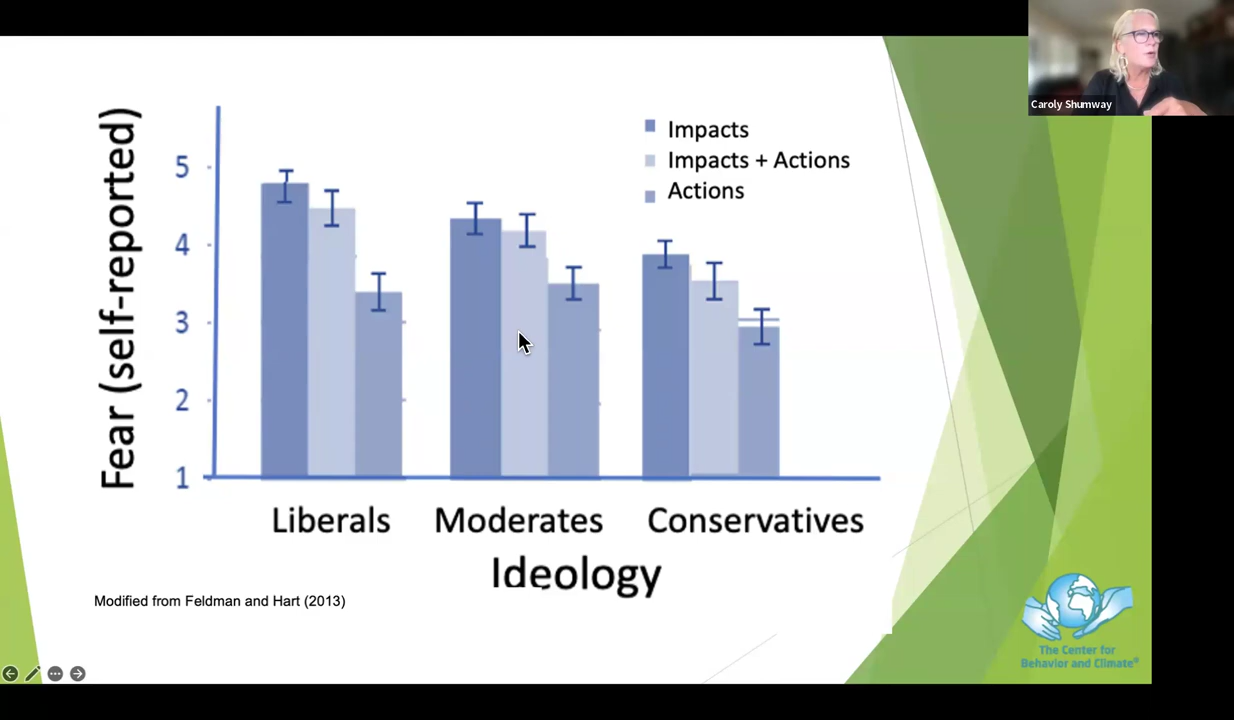 Caroly Shumway
Fear (self-reported)
5
4
3
2
1
Impacts
Impacts + Actions
Actions
Liberals
Moderates
Conservatives
Ideology
Modified from Feldman and Hart (2013)
The Center for
Behavior and Climate®